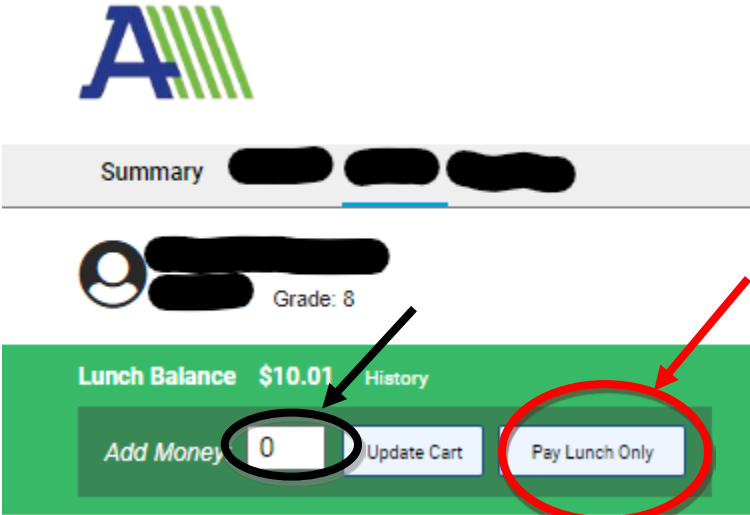 A
Summary
Grade: 8
Lunch Balance $10.01 History
Add Money 0 Update Cart Pay Lunch Only